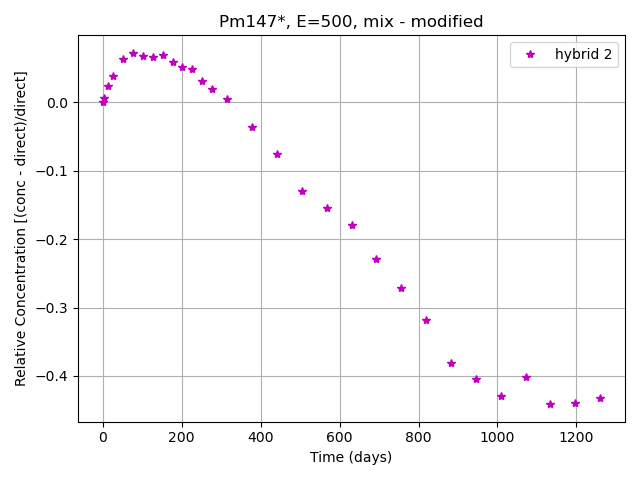 Pm147*, E=500, mix - modified
hybrid 2
Relative Concentration [(conc - direct)/direct]
0.0
−0.1
−0.2
−0.3
−0.4
0 200 400 600 800 1000 1200
Time (days)